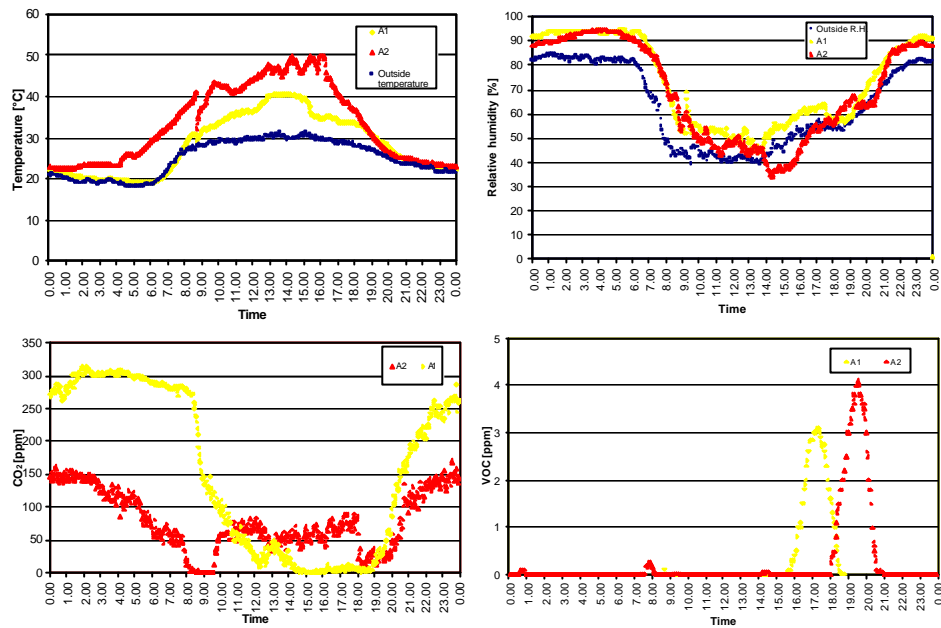 60
50
40
30
20
10
0
Temperature [°C]
A1
A2
Outside
temperature
0.00 1.00 2.00 3.00 4.00 5.00 6.00 7.00 8.00 9.00 10.00 11.00 12.00 13.00 14.00 15.00 16.00 17.00 18.00 19.00 20.00 21.00 22.00 23.00 0.00
Time
100
90
80
70
60
50
40
30
20
10
0
Relative humidity [%]
Outside R.H
A1
A2
0.00 1.00 2.00 3.00 4.00 5.00 6.00 7.00 8.00 9.00 10.00 11.00 12.00 13.00 14.00 15.00 16.00 17.00 18.00 19.00 20.00 21.00 22.00 23.00 0.00
Time
350
300
250
200
150
100
50
0
CO₂ [ppm]
A2 A1
0.00 1.00 2.00 3.00 4.00 5.00 6.00 7.00 8.00 9.00 10.00 11.00 12.00 13.00 14.00 15.00 16.00 17.00 18.00 19.00 20.00 21.00 22.00 23.00 0.00
Time
5
4
3
2
1
0
VOC [ppm]
A1 A2
0.00 1.00 2.00 3.00 4.00 5.00 6.00 7.00 8.00 9.00 10.00 11.00 12.00 13.00 14.00 15.00 16.00 17.00 18.00 19.00 20.00 21.00 22.00 23.00 0.00
Time